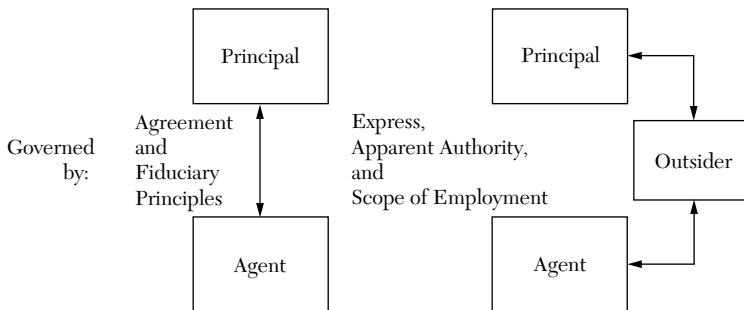 Principal
Principal
Governed
by:
Agreement
and
Fiduciary
Principles
Express,
Apparent Authority,
and
Scope of Employment
Outsider
Agent
Agent